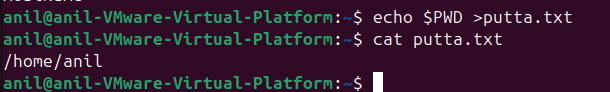 anil@anil-VMware-Virtual-Platform:~$ echo $PWD >putta.txt
anil@anil-VMware-Virtual-Platform:~$ cat putta.txt
/home/anil
anil@anil-VMware-Virtual-Platform:~$